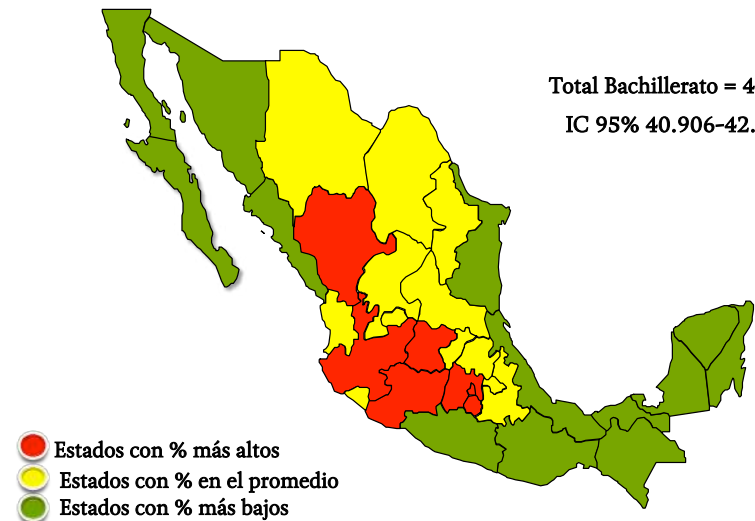 Total Bachillerato = 4
IC 95% 40.906-42.
Estados con % más altos
Estados con % en el promedio
Estados con % más bajos